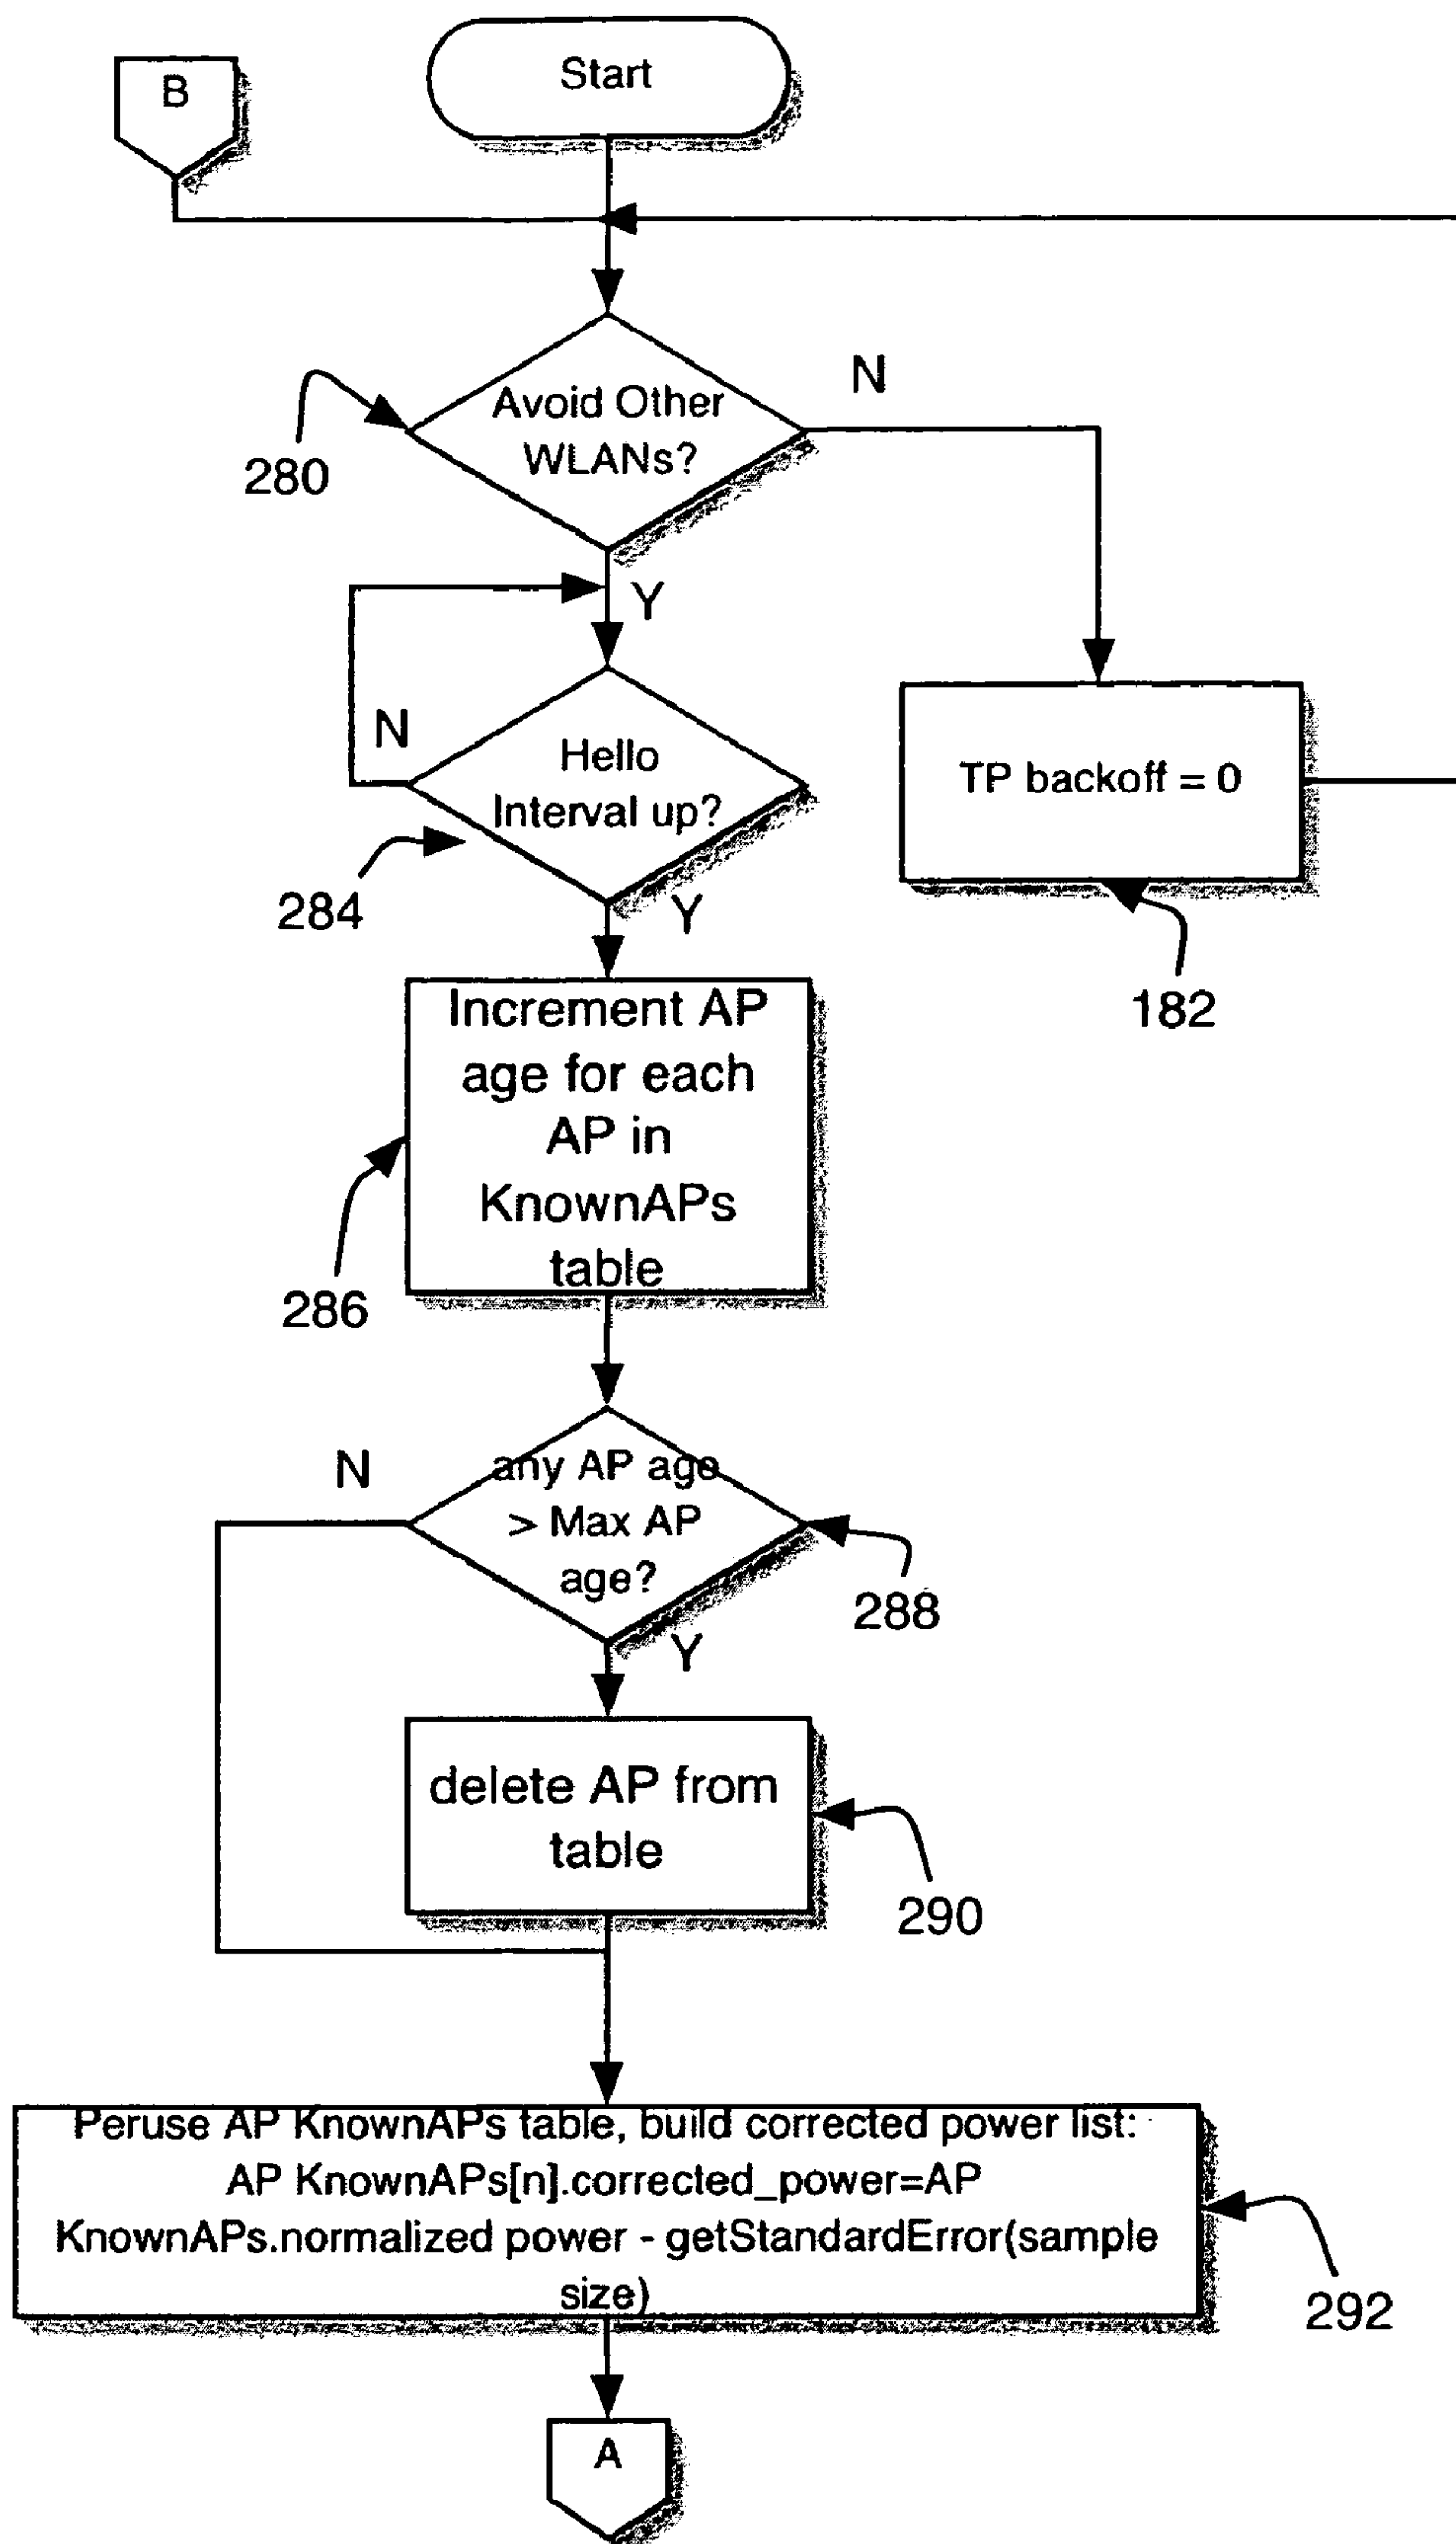 B
Start
Avoid Other
WLANs?
N
280
Y
N
Hello
Interval up?
284
Y
TP backoff = 0
182
Increment AP
age for each
AP in
KnownAPs
table
286
N
any AP age
> Max AP
age?
288
Y
delete AP from
table
290
Peruse AP KnownAPs table, build corrected power list:
AP KnownAPs[n].corrected_power=AP
KnownAPs.normalized power - getStandardError(sample
size)
292
A